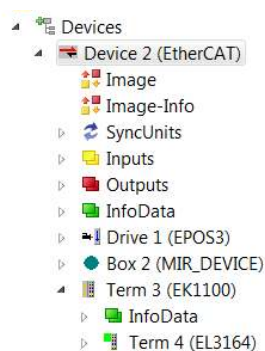 Devices
Device 2 (EtherCAT)
Image
Image-Info
SyncUnits
Inputs
Outputs
InfoData
Drive 1 (EPOS3)
Box 2 (MIR_DEVICE)
Term 3 (EK1100)
InfoData
Term 4 (EL3164)